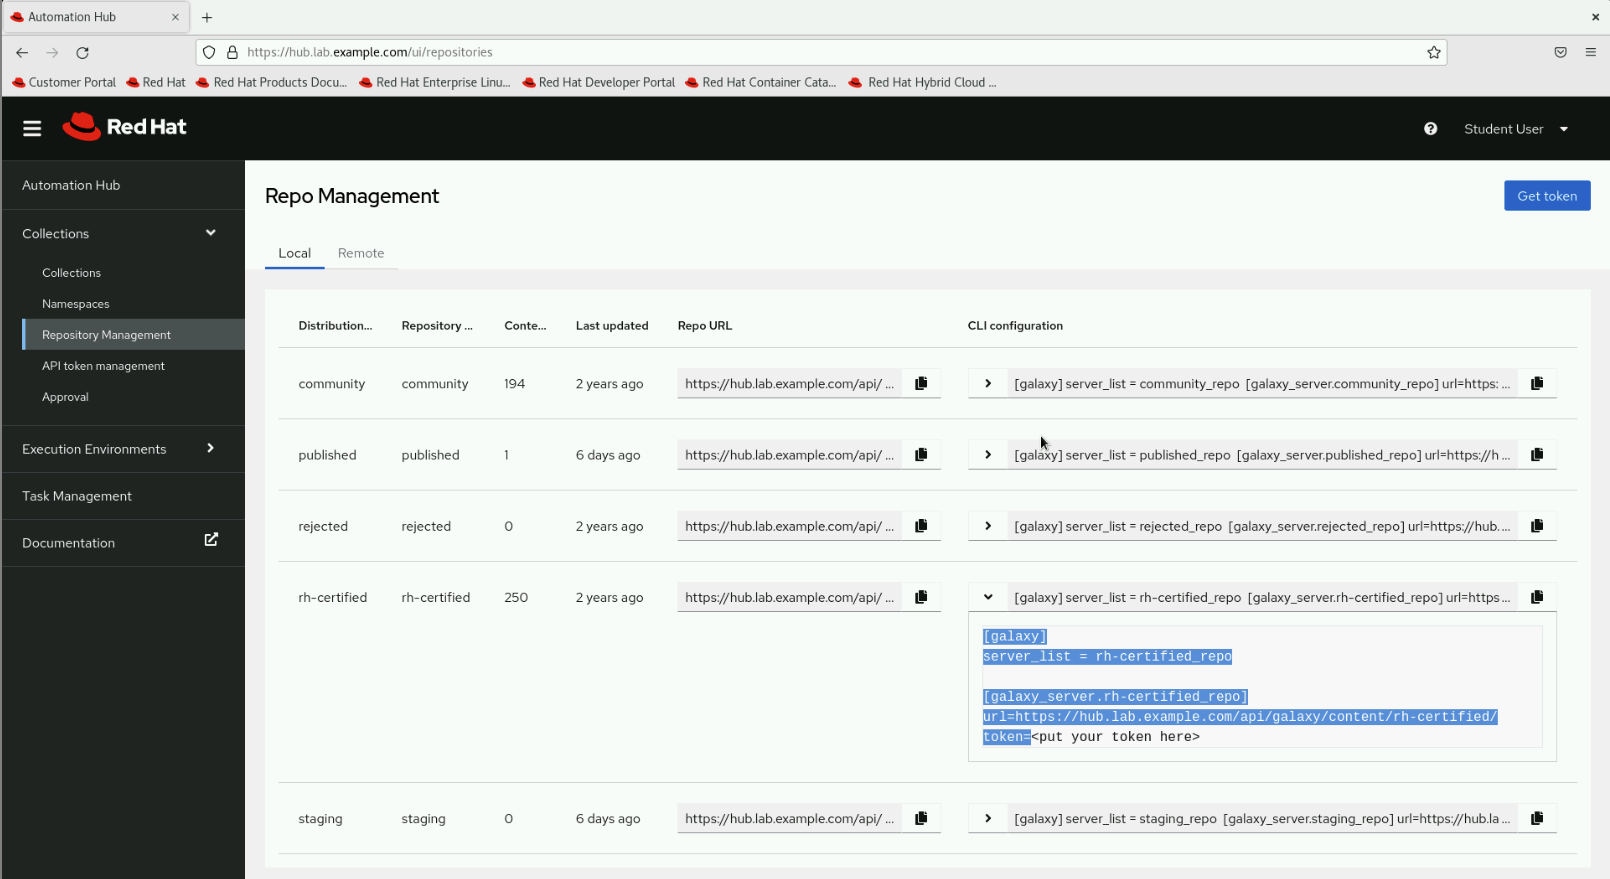 Automation Hub
https://hub.lab.example.com/ui/repositories
Customer Portal Red Hat Red Hat Products Docu... Red Hat Enterprise Linu... Red Hat Developer Portal Red Hat Container Cata... Red Hat Hybrid Cloud ...
Red Hat Student User
Automation Hub
Collections
Collections
Namespaces
Repository Management
API token management
Approval
Execution Environments
Task Management
Documentation
Repo Management Get token
Local Remote
Distribution... Repository ... Conte... Last updated Repo URL CLI configuration
community community 194 2 years ago https://hub.lab.example.com/api/ ... [galaxy] server_list = community_repo [galaxy_server.community_repo] url=https: ...
published published 1 6 days ago https://hub.lab.example.com/api/ ... [galaxy] server_list = published_repo [galaxy_server.published_repo] url=https://h ...
rejected rejected 0 2 years ago https://hub.lab.example.com/api/ ... [galaxy] server_list = rejected_repo [galaxy_server.rejected_repo] url=https://hub. ...
rh-certified rh-certified 250 2 years ago https://hub.lab.example.com/api/ ... [galaxy] server_list = rh-certified_repo [galaxy_server.rh-certified_repo] url=https ...
[galaxy]
server_list = rh-certified_repo
[galaxy_server.rh-certified_repo]
url=https://hub.lab.example.com/api/galaxy/content/rh-certified/
token=<put your token here>
staging staging 0 6 days ago https://hub.lab.example.com/api/ ... [galaxy] server_list = staging_repo [galaxy_server.staging_repo] url=https://hub.la ...